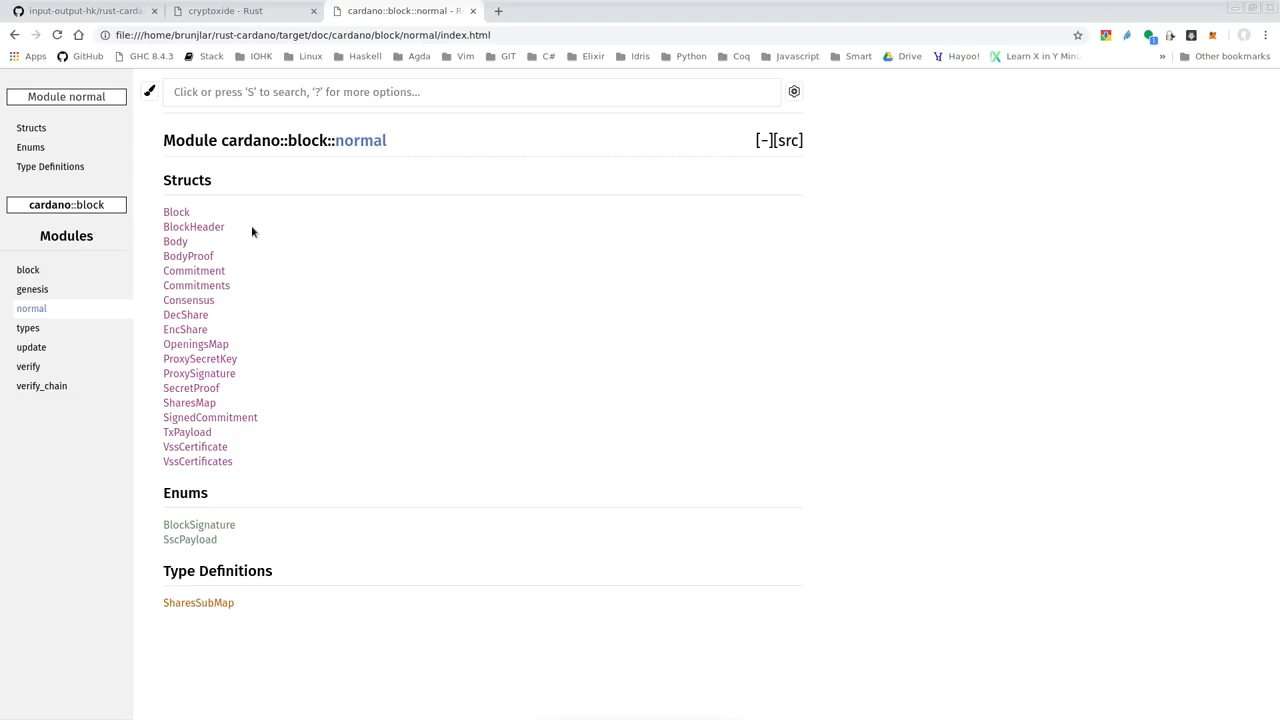 input-output-hk/rust-carda
cryptoxide - Rust
cardano::block::normal - R
file:///home/brunjlar/rust-cardano/target/doc/cardano/block/normal/index.html
Apps GitHub GHC 8.4.3 Stack IOHK Linux Haskell Agda Vim GIT C# Elixir Idris Python Coq Javascript Smart Drive Hayoo! Learn X in Y Minu » Other bookmarks
Module normal
Structs
Enums
Type Definitions
cardano::block
Modules
block
genesis
normal
types
update
verify
verify_chain
Click or press ‘S’ to search, ‘?’ for more options…
Module cardano::block::normal [-][src]
Structs
Block
BlockHeader
Body
BodyProof
Commitment
Commitments
Consensus
DecShare
EncShare
OpeningsMap
ProxySecretKey
ProxySignature
SecretProof
SharesMap
SignedCommitment
TxPayload
VssCertificate
VssCertificates
Enums
BlockSignature
SscPayload
Type Definitions
SharesSubMap